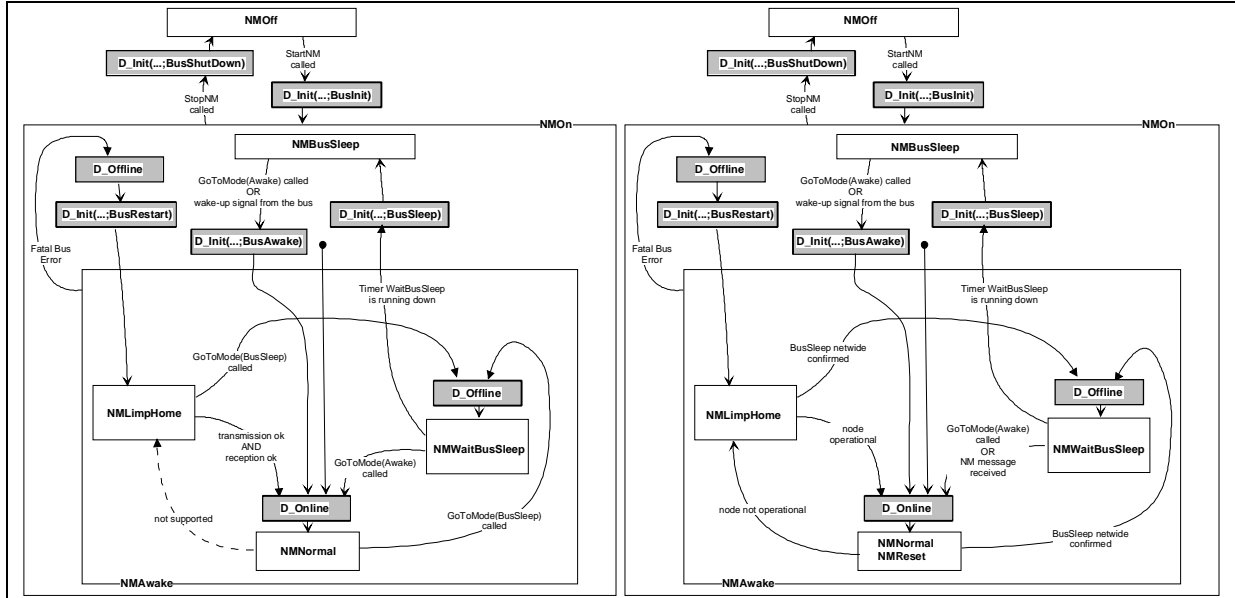 NMOff
D_Init(...;BusShutDown)
StartNM
called
D_Init(...;BusInit)
StopNM
called
NMOn
NMBusSleep
D_Offline
GoToMode(Awake) called
OR
wake-up signal from the bus
D_Init(...;BusRestart)
D_Init(...;BusSleep)
D_Init(...;BusAwake)
Fatal Bus
Error
Timer WaitBusSleep
is running down
GoToMode(BusSleep)
called
D_Offline
NMLimpHome
transmission ok
AND
reception ok
NMWaitBusSleep
GoToMode(Awake)
called
D_Online
not supported
GoToMode(BusSleep)
called
NMNormal
NMAwake
NMOff
D_Init(...;BusShutDown)
StartNM
called
D_Init(...;BusInit)
StopNM
called
NMOn
NMBusSleep
D_Offline
GoToMode(Awake) called
OR
wake-up signal from the bus
D_Init(...;BusRestart)
D_Init(...;BusSleep)
D_Init(...;BusAwake)
Fatal Bus
Error
Timer WaitBusSleep
is running down
BusSleep netwide
confirmed
D_Offline
NMLimpHome
node
operational
GoToMode(Awake)
called
OR
NM message
received
NMWaitBusSleep
D_Online
node not operational
NMNormal
NMReset
BusSleep netwide
confirmed
NMAwake